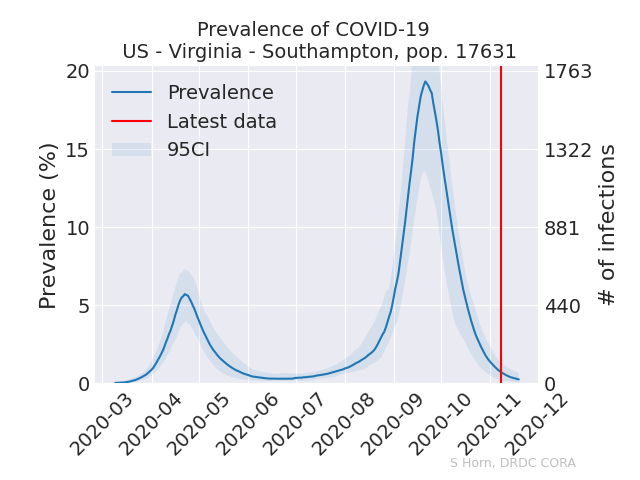 Prevalence of COVID-19
US - Virginia - Southampton, pop. 17631
Prevalence
Latest data
95CI
Prevalence (%)
20
15
10
5
0
1763
1322
881
440
0
# of infections
2020-03
2020-04
2020-05
2020-06
2020-07
2020-08
2020-09
2020-10
2020-11
2020-12
S Horn, DRDC CORA